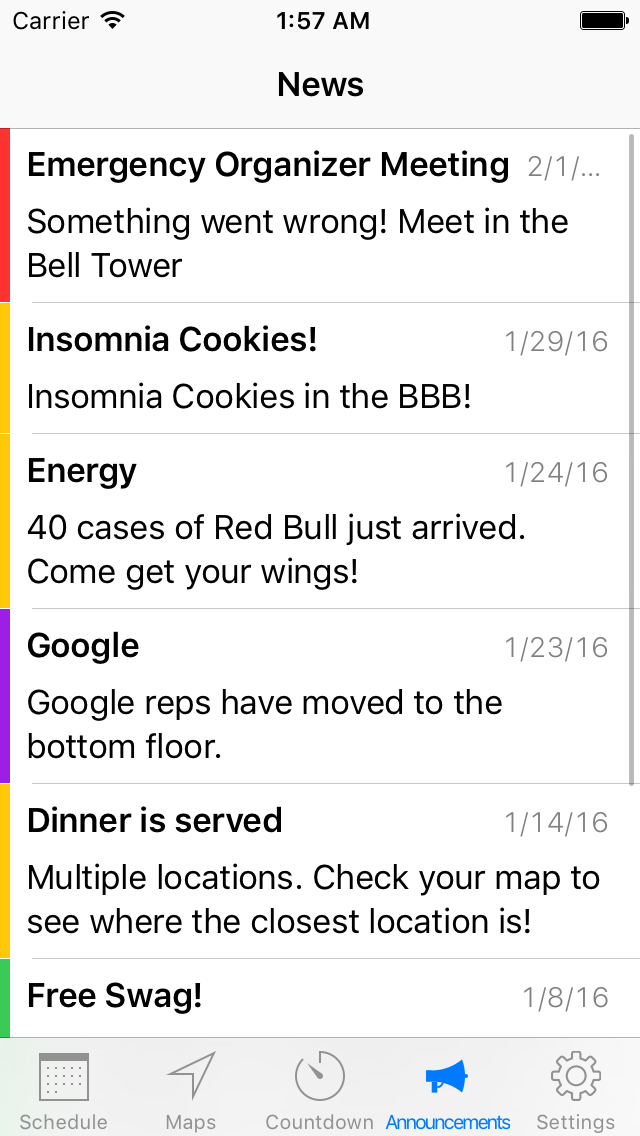 Carrier 1:57 AM
News
Emergency Organizer Meeting 2/1/...
Something went wrong! Meet in the
Bell Tower
Insomnia Cookies! 1/29/16
Insomnia Cookies in the BBB!
Energy 1/24/16
40 cases of Red Bull just arrived.
Come get your wings!
Google 1/23/16
Google reps have moved to the
bottom floor.
Dinner is served 1/14/16
Multiple locations. Check your map to
see where the closest location is!
Free Swag! 1/8/16
Schedule Maps Countdown Announcements Settings